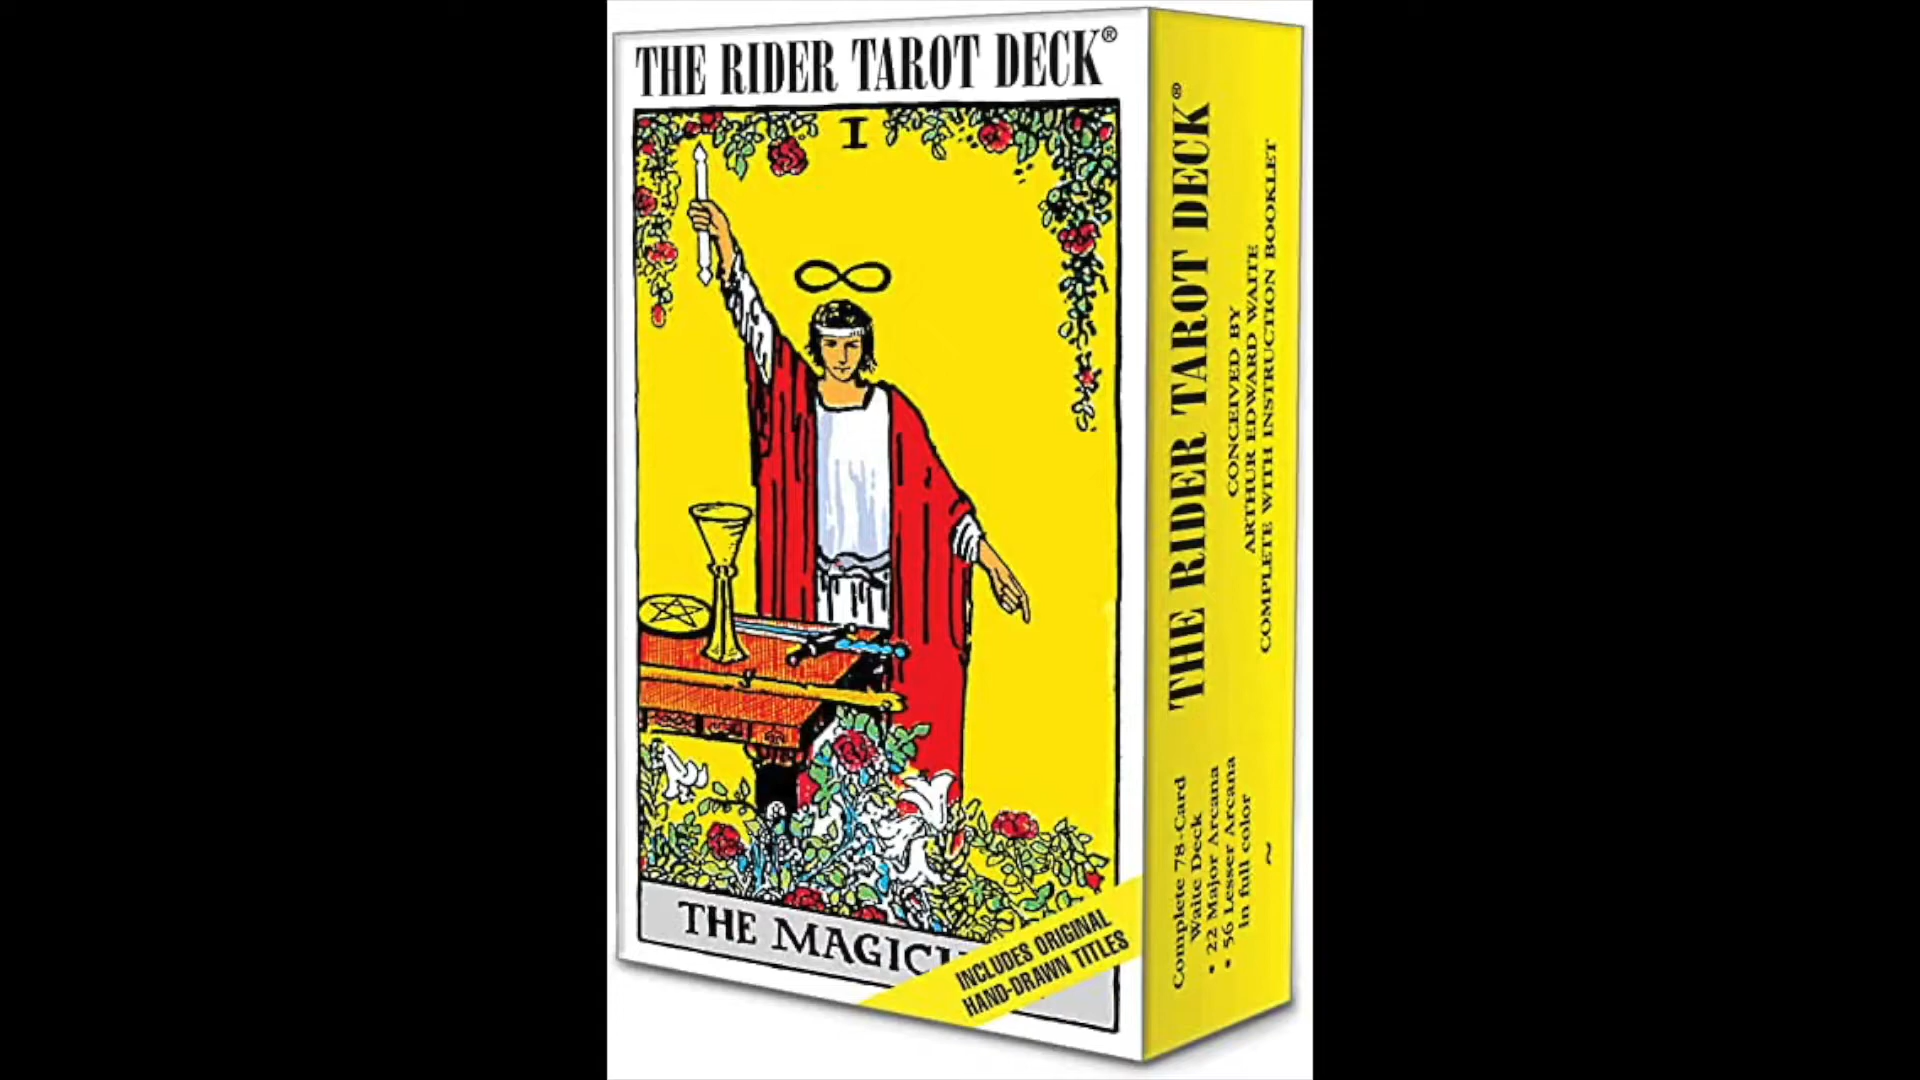 THE RIDER TAROT DECK®
I
THE MAGICI
INCLUDES ORIGINAL
HAND-DRAWN TITLES
THE RIDER TAROT DECK®
CONCEIVED BY
ARTHUR EDWARD WAITE
COMPLETE WITH INSTRUCTION BOOKLET
Complete 78-Card
Waite Deck
• 22 Major Arcana
• 56 Lesser Arcana
in full color
~